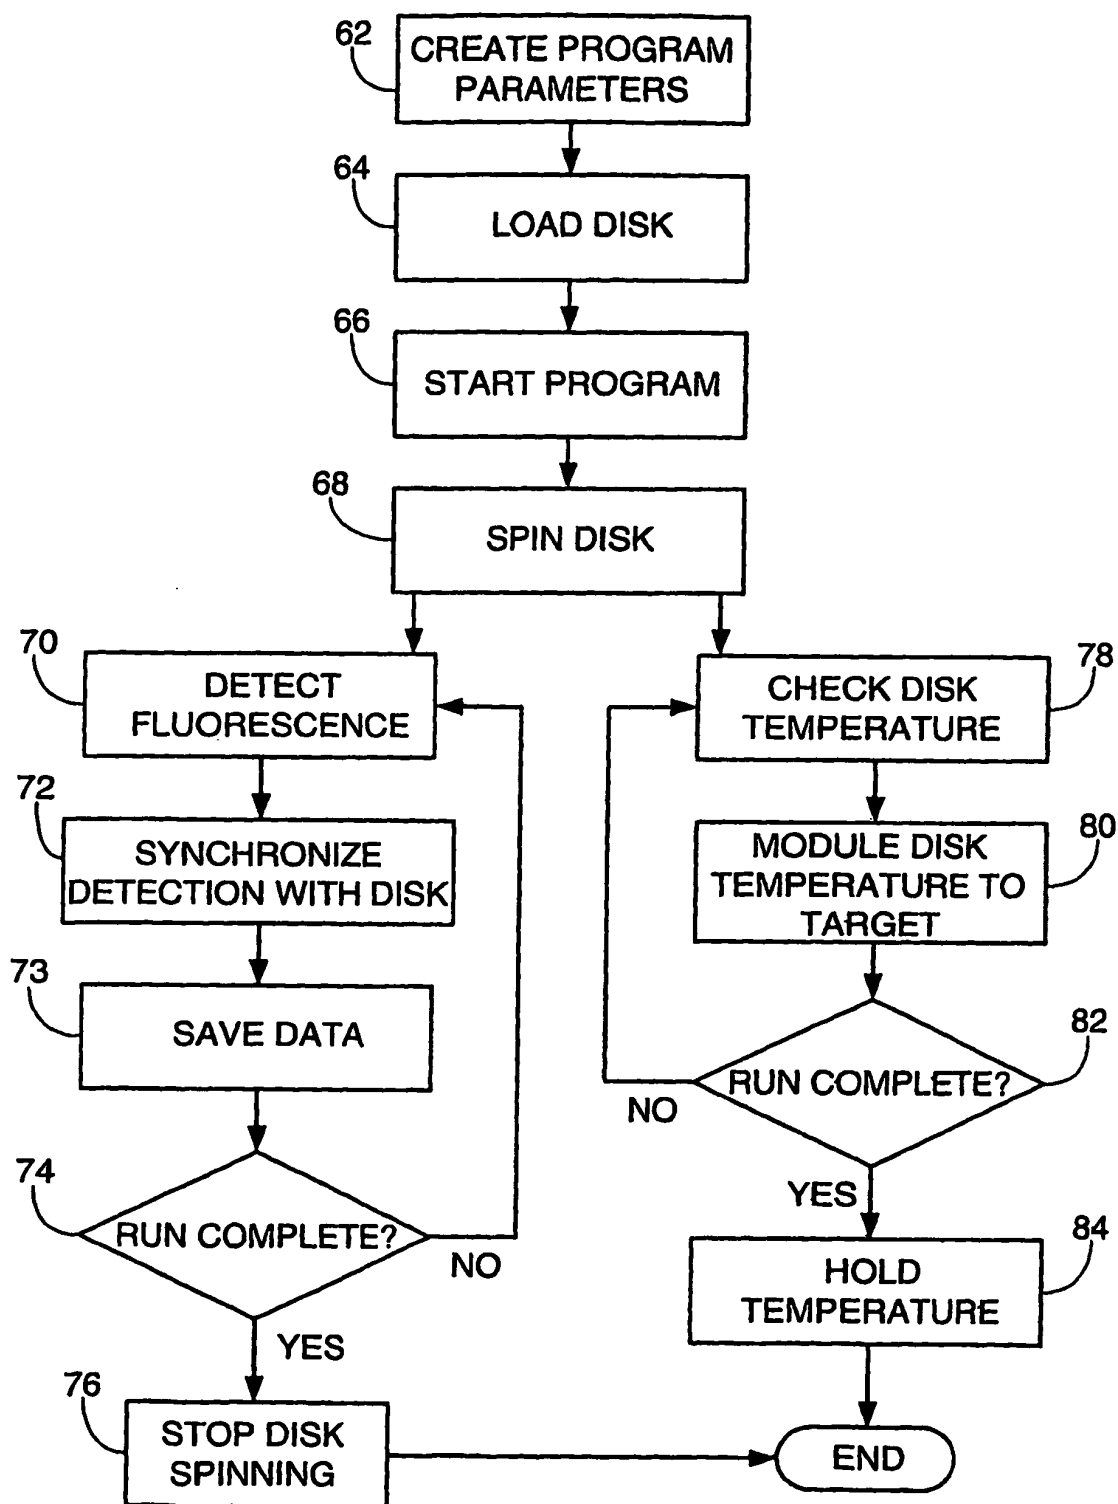 62
CREATE PROGRAM
PARAMETERS
64
LOAD DISK
66
START PROGRAM
68
SPIN DISK
70
DETECT
FLUORESCENCE
72
SYNCHRONIZE
DETECTION WITH DISK
73
SAVE DATA
74
RUN COMPLETE?
NO
YES
76
STOP DISK
SPINNING
78
CHECK DISK
TEMPERATURE
80
MODULE DISK
TEMPERATURE TO
TARGET
82
RUN COMPLETE?
NO
YES
84
HOLD
TEMPERATURE
END